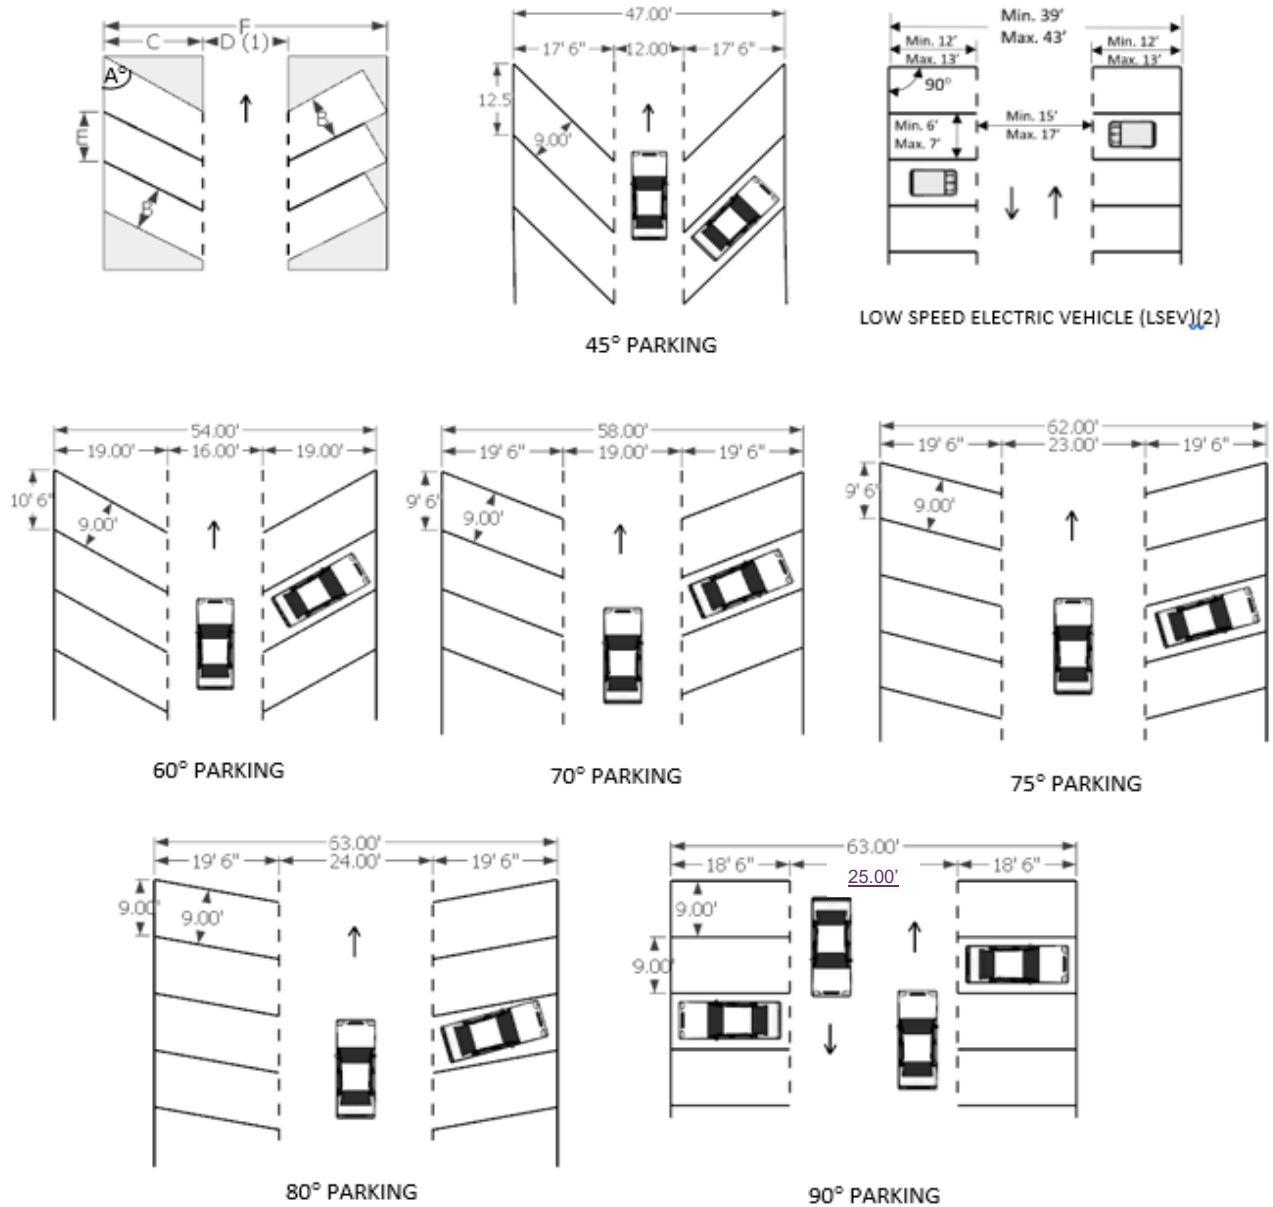 F
C
D (1)
A°
B
E
B
47.00'
17' 6"
12.00'
17' 6"
12.5
9.00'
45° PARKING
Min. 39'
Max. 43'
Min. 12'
Max. 13'
Min. 12'
Max. 13'
90°
Min. 6'
Max. 7'
Min. 15'
Max. 17'
LOW SPEED ELECTRIC VEHICLE (LSEV)(2)
54.00'
19.00'
16.00'
19.00'
10' 6"
9.00'
60° PARKING
58.00'
19' 6"
19.00'
19' 6"
9' 6"
9.00'
70° PARKING
62.00'
19' 6"
23.00'
19' 6"
9' 6"
9.00'
75° PARKING
63.00'
19' 6"
24.00'
19' 6"
9.00'
9.00'
80° PARKING
63.00'
18' 6"
25.00'
18' 6"
9.00'
9.00'
90° PARKING